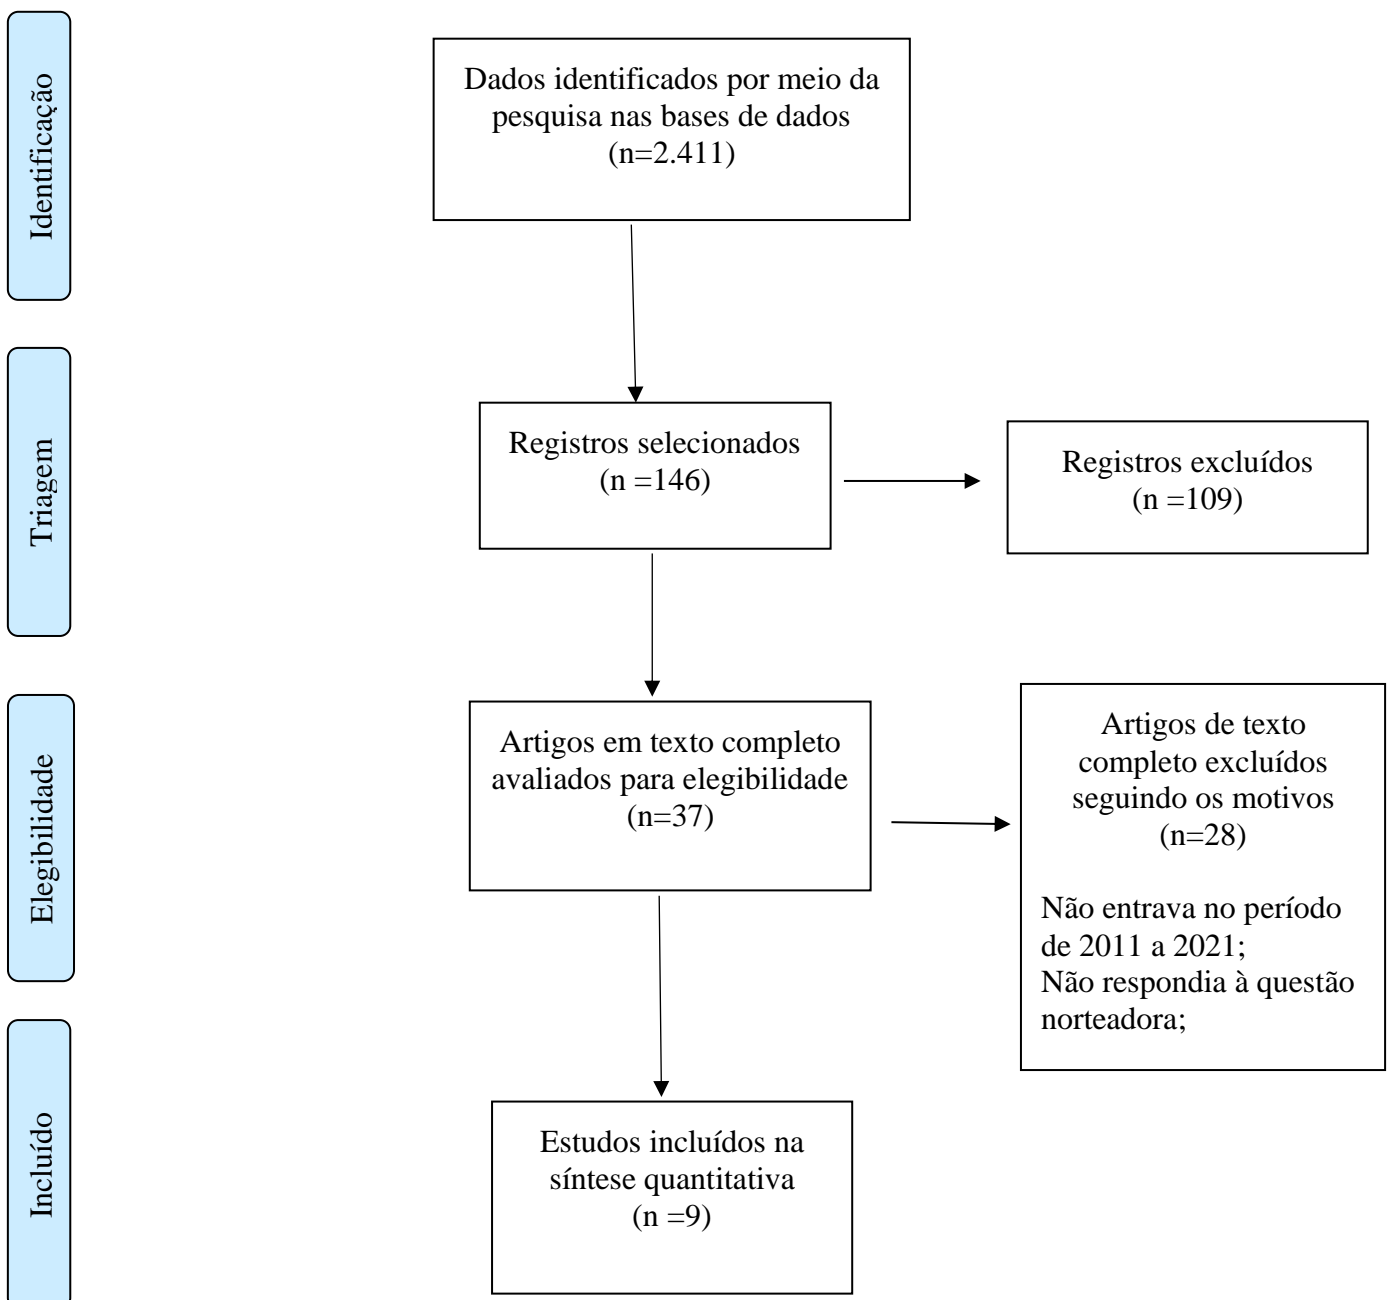 Identificação
Dados identificados por meio da
pesquisa nas bases de dados
(n=2.411)
Triagem
Registros selecionados
(n =146)
Registros excluídos
(n =109)
Elegibilidade
Artigos em texto completo
avaliados para elegibilidade
(n=37)
Artigos de texto
completo excluídos
seguindo os motivos
(n=28)
Não entrava no período
de 2011 a 2021;
Não respondia à questão
norteadora;
Incluído
Estudos incluídos na
síntese quantitativa
(n =9)